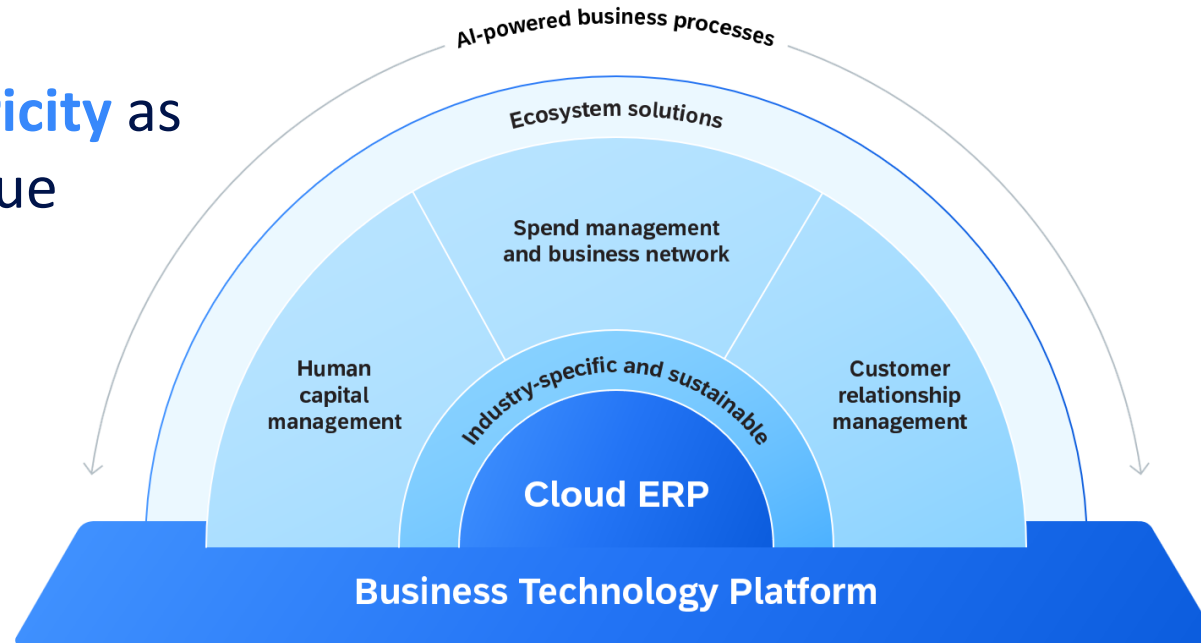 AI-powered business processes
icity as
ue
Ecosystem solutions
Spend management
and business network
Human
capital
management
Industry-specific and sustainable
Customer
relationship
management
Cloud ERP
Business Technology Platform